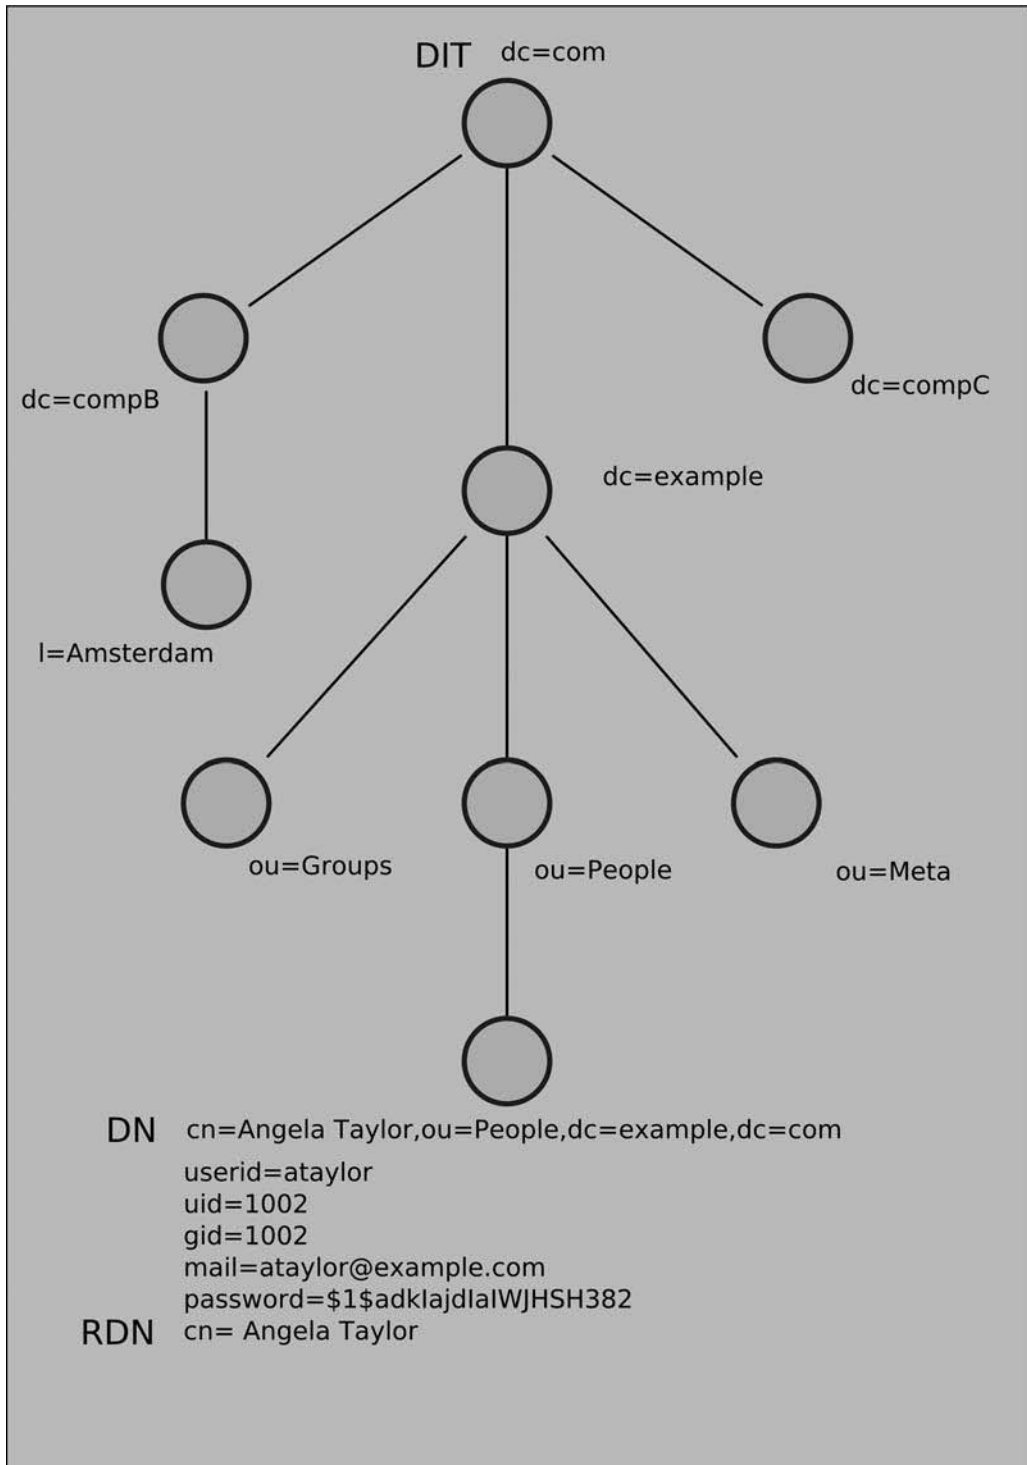 DIT dc=com
dc=compB
dc=compC
dc=example
l=Amsterdam
ou=Groups
ou=People
ou=Meta
DN cn=Angela Taylor,ou=People,dc=example,dc=com
userid=ataylor
uid=1002
gid=1002
mail=ataylor@example.com
password=$1$adklajdIaIWJHSH382
RDN cn= Angela Taylor